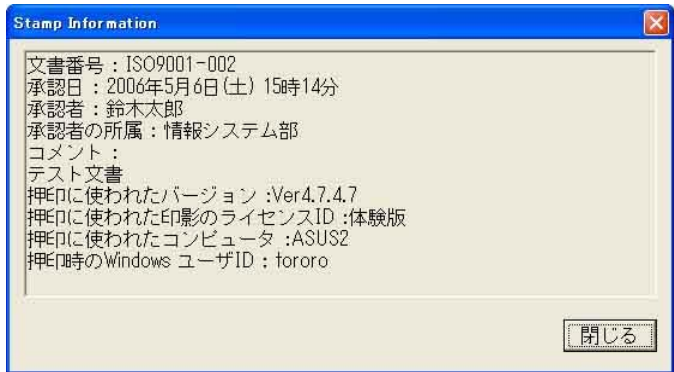 Stamp Information
文書番号：ISO9001-002
承認日：2006年5月6日(土) 15時14分
承認者：鈴木太郎
承認者の所属：情報システム部
コメント：
テスト文書
押印に使われたバージョン :Ver4.7.4.7
押印に使われた印影のライセンスID :体験版
押印に使われたコンピュータ :ASUS2
押印時のWindows ユーザID : tororo
閉じる